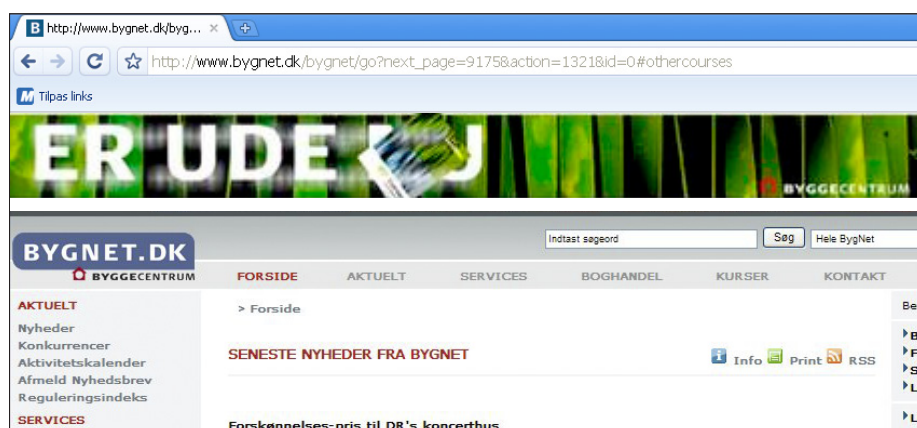 http://www.bygnet.dk/byg...
http://www.bygnet.dk/bygnet/go?next_page=9175&action=1321&id=0#othercourses
Tilpas links
ER UDE
BYGGECENTRUM
BYGNET.DK
BYGGECENTRUM
Indtast søgeord
Søg
Hele BygNet
FORSIDE AKTUELT SERVICES BOGHANDEL KURSER KONTAKT
AKTUELT
Nyheder
Konkurrencer
Aktivitetskalender
Afmeld Nyhedsbrev
Reguleringsindeks
SERVICES
> Forside
SENESTE NYHEDER FRA BYGNET
Info Print RSS
Forskønnelses-pris til DR's koncerthus
Be